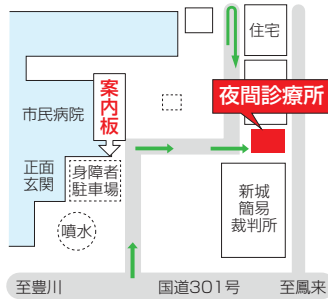 住宅
案内板
夜間診療所
市民病院
正面
玄関
身障者
駐車場
新城
簡易
裁判所
噴水
至豊川
国道301号
至鳳来